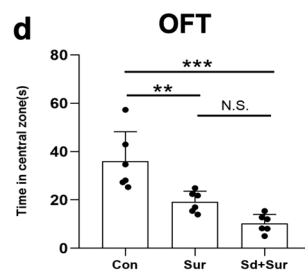 d
OFT
Time in central zone(s)
80
60
40
20
0
***
**
N.S.
Con Sur Sd+Sur